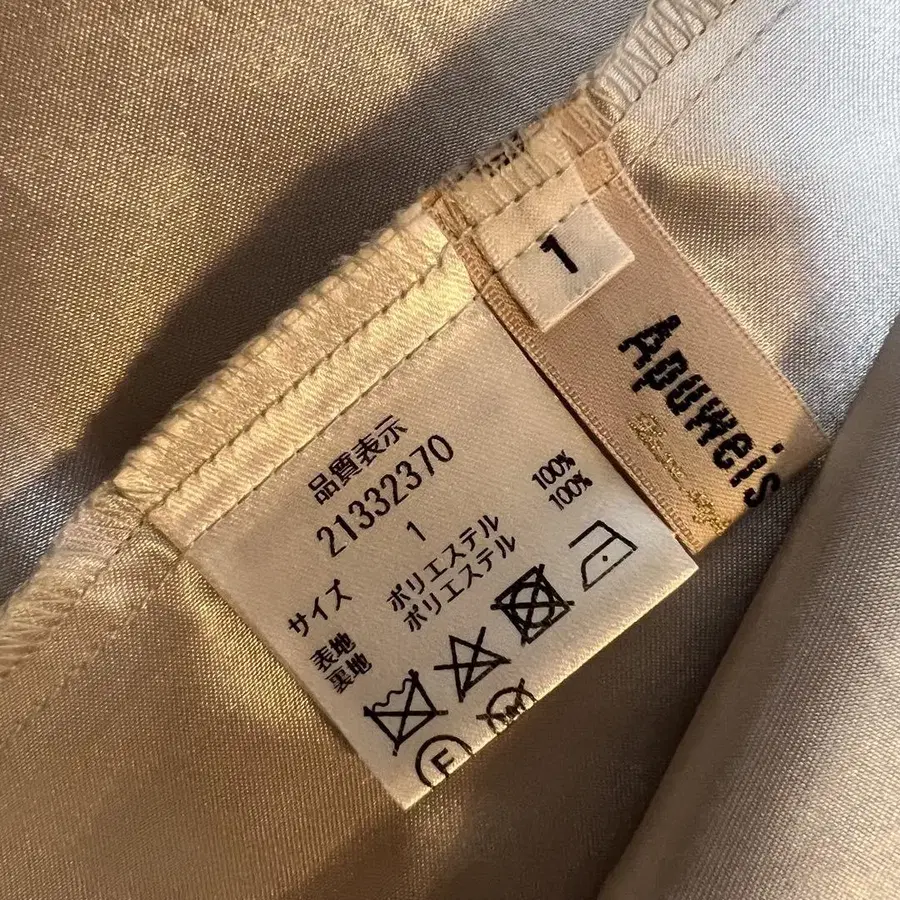 1
Apuweis
品質表示
21332370
サイズ 1
表地 ポリエステル 100%
裏地 ポリエステル 100%
F
W